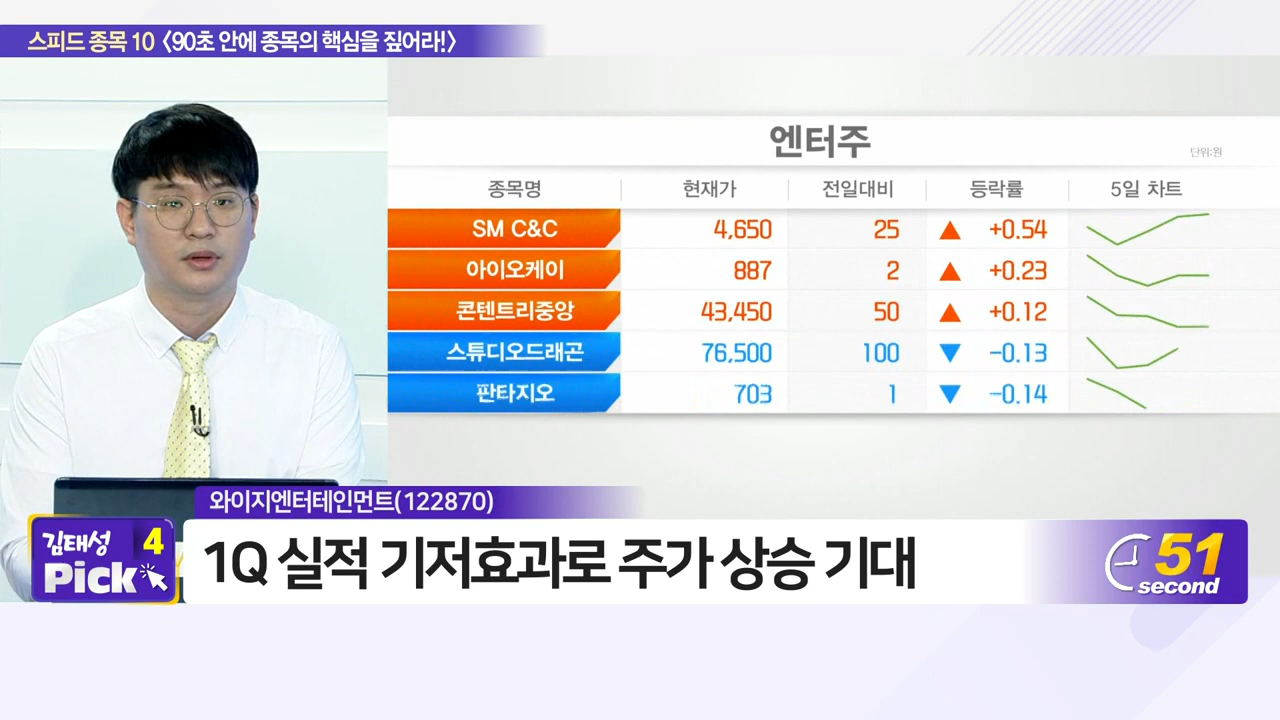 스피드 종목 10 〈90초 안에 종목의 핵심을 짚어라!〉
엔터주
단위:원
종목명 현재가 전일대비 등락률 5일 차트
SM C&C 4,650 25 ▲ +0.54
아이오케이 887 2 ▲ +0.23
콘텐트리중앙 43,450 50 ▲ +0.12
스튜디오드래곤 76,500 100 ▼ -0.13
판타지오 703 1 ▼ -0.14
와이지엔터테인먼트(122870)
김태성 4
Pick
1Q 실적 기저효과로 주가 상승 기대
51
second